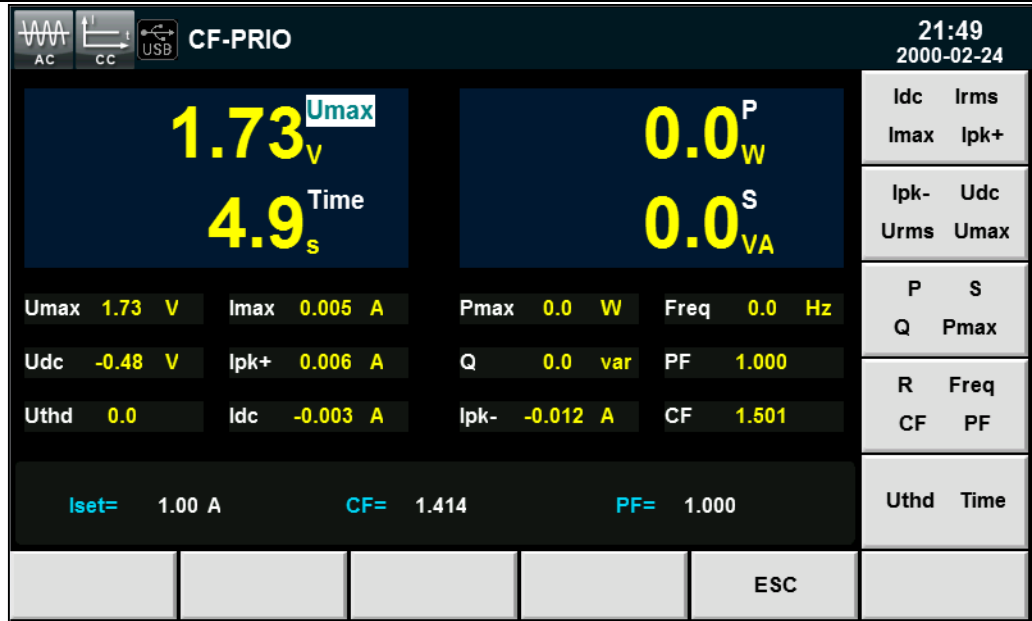 AC CC t USB CF-PRIO 21:49
2000-02-24
1.73 V Umax 0.0 W P
4.9 s Time 0.0 VA S
Umax 1.73 V Imax 0.005 A Pmax 0.0 W Freq 0.0 Hz
Udc -0.48 V Ipk+ 0.006 A Q 0.0 var PF 1.000
Uthd 0.0 Idc -0.003 A Ipk- -0.012 A CF 1.501
Iset= 1.00 A CF= 1.414 PF= 1.000
Idc Irms
Imax Ipk+
Ipk- Udc
Urms Umax
P S
Q Pmax
R Freq
CF PF
Uthd Time
ESC